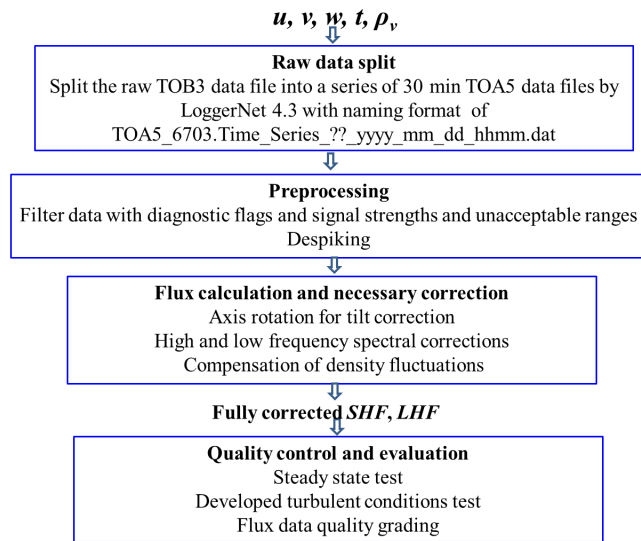 u, v, w, t, ρv
Raw data split
Split the raw TOB3 data file into a series of 30 min TOA5 data files by
LoggerNet 4.3 with naming format of
TOA5_6703.Time_Series_??_yyyy_mm_dd_hhmm.dat
Preprocessing
Filter data with diagnostic flags and signal strengths and unacceptable ranges
Despiking
Flux calculation and necessary correction
Axis rotation for tilt correction
High and low frequency spectral corrections
Compensation of density fluctuations
Fully corrected SHF, LHF
Quality control and evaluation
Steady state test
Developed turbulent conditions test
Flux data quality grading